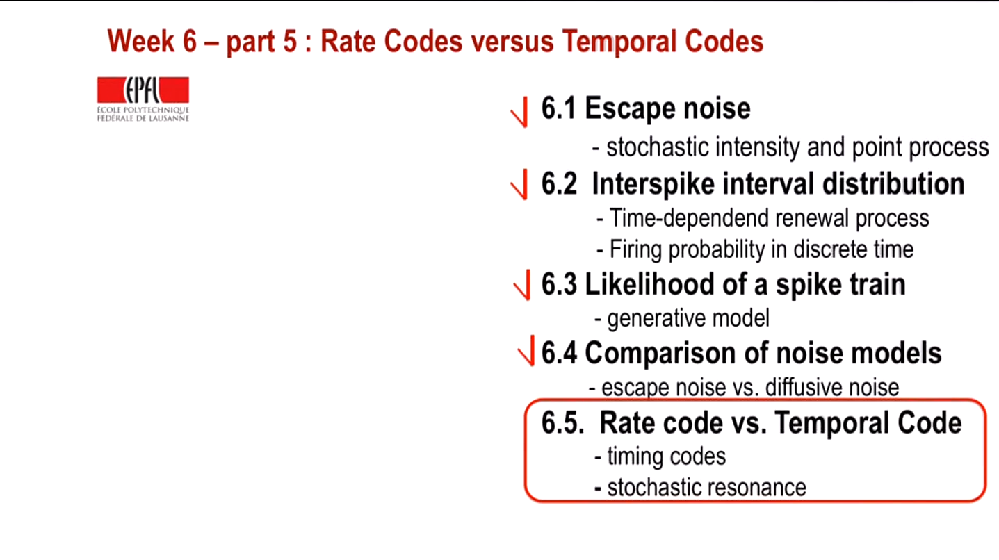 Week 6 – part 5 : Rate Codes versus Temporal Codes
EPFL
ÉCOLE POLYTECHNIQUE
FÉDÉRALE DE LAUSANNE
6.1 Escape noise
- stochastic intensity and point process
6.2 Interspike interval distribution
- Time-dependend renewal process
- Firing probability in discrete time
6.3 Likelihood of a spike train
- generative model
6.4 Comparison of noise models
- escape noise vs. diffusive noise
6.5. Rate code vs. Temporal Code
- timing codes
- stochastic resonance